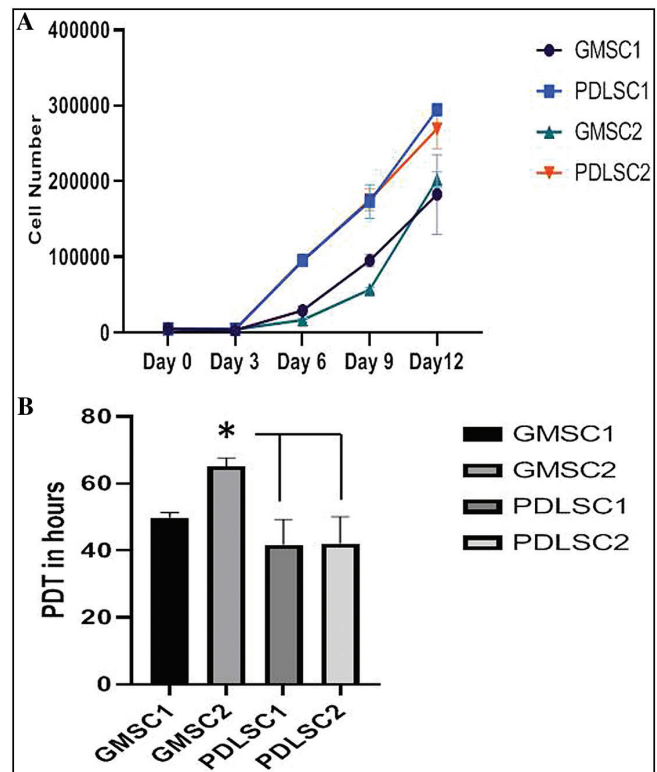 A
400000
300000
200000
100000
0
Cell Number
Day 0 Day 3 Day 6 Day 9 Day12
GMSC1
PDLSC1
GMSC2
PDLSC2
B
80
60
40
20
0
PDT in hours
*
GMSC1 GMSC2 PDLSC1 PDLSC2
GMSC1
GMSC2
PDLSC1
PDLSC2